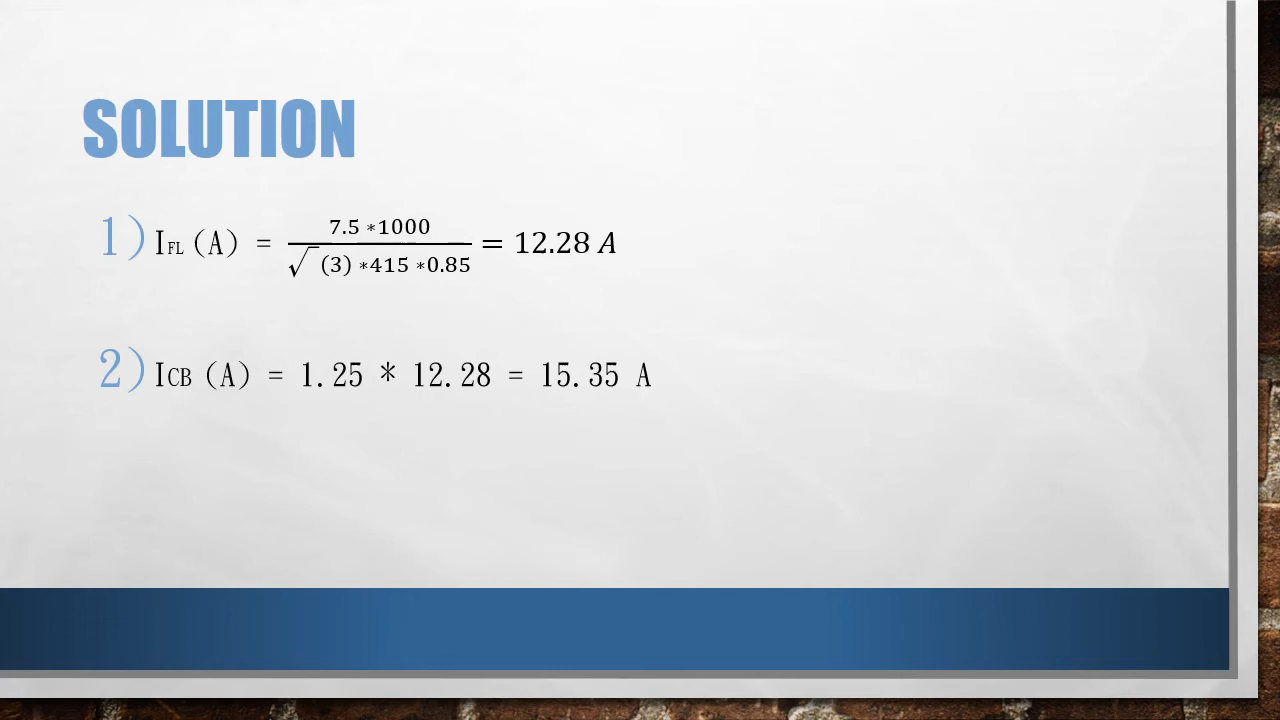 SOLUTION
1) IFL (A) = 7.5 *1000 / √ (3) *415 *0.85 = 12.28 A
2) ICB (A) = 1.25 * 12.28 = 15.35 A